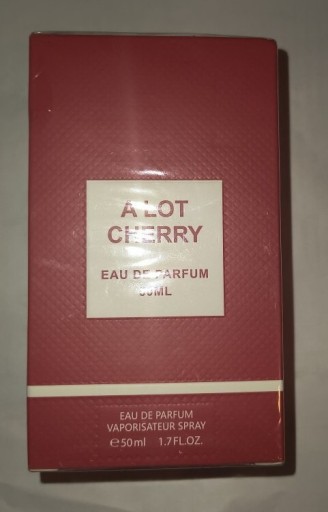 A LOT
CHERRY
EAU DE PARFUM
50ML
EAU DE PARFUM
VAPORISATEUR SPRAY
℮50ml 1.7FL.OZ.